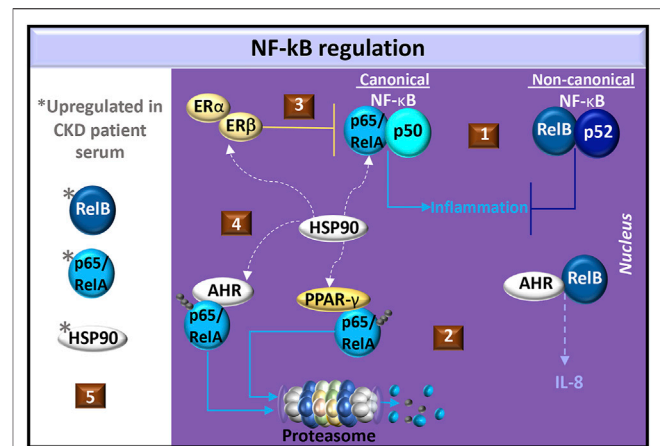 NF-kB regulation
*Upregulated in
CKD patient
serum
*RelB
*p65/
RelA
*HSP90
5
ERα
ERβ
3
Canonical
NF-κB
p65/
RelA
p50
1
Non-canonical
NF-κB
RelB
p52
Inflammation
HSP90
4
Nucleus
AHR
p65/
RelA
PPAR-γ
p65/
RelA
2
AHR
RelB
IL-8
Proteasome